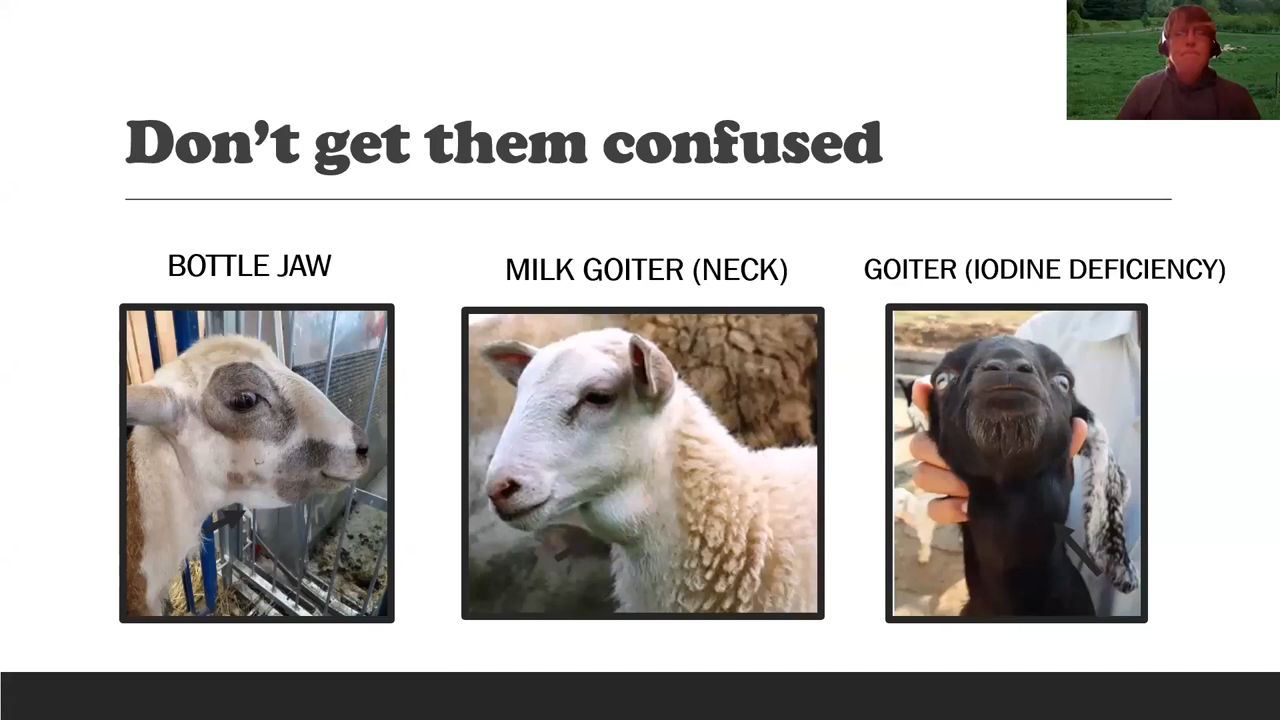 Don't get them confused
BOTTLE JAW
MILK GOITER (NECK)
GOITER (IODINE DEFICIENCY)